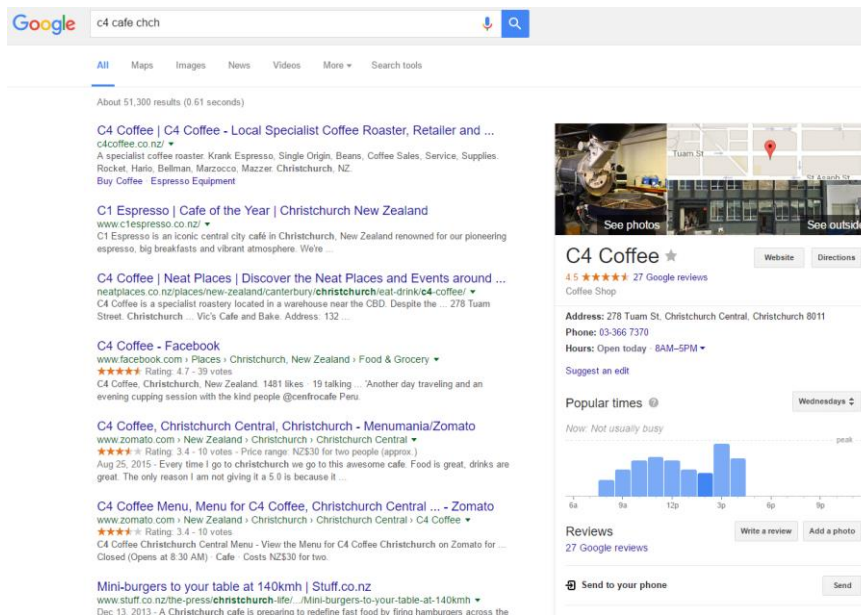 Google
c4 cafe chch
All Maps Images News Videos More Search tools
About 51,300 results (0.61 seconds)
C4 Coffee | C4 Coffee - Local Specialist Coffee Roaster, Retailer and ...
c4coffee.co.nz/
A specialist coffee roaster. Krank Espresso, Single Origin, Beans, Coffee Sales, Service, Supplies.
Rocket, Hario, Bellman, Marzocco, Mazzer. Christchurch, NZ.
Buy Coffee · Espresso Equipment
C1 Espresso | Cafe of the Year | Christchurch New Zealand
www.c1espresso.co.nz/
C1 Espresso is an iconic central city café in Christchurch, New Zealand renowned for our pioneering
espresso, big breakfasts and vibrant atmosphere. We're ...
C4 Coffee | Neat Places | Discover the Neat Places and Events around ...
neatplaces.co.nz/places/new-zealand/canterbury/christchurch/eat-drink/c4-coffee/
C4 Coffee is a specialist roastery located in a warehouse near the CBD. Despite the ... 278 Tuam
Street. Christchurch ... Vic's Cafe and Bake. Address: 132 ...
C4 Coffee - Facebook
www.facebook.com › Places › Christchurch, New Zealand › Food & Grocery
Rating: 4.7 - 39 votes
C4 Coffee, Christchurch, New Zealand. 1481 likes · 19 talking ... 'Another day traveling and an
evening cupping session with the kind people @cenfrocafe Peru.
C4 Coffee, Christchurch Central, Christchurch - Menumania/Zomato
www.zomato.com › New Zealand › Christchurch › Christchurch Central
Rating: 3.4 - 10 votes - Price range: NZ$30 for two people (approx.)
Aug 25, 2015 - Every time I go to christchurch we go to this awesome cafe. Food is great, drinks are
great. The only reason I am not giving it a 5.0 is because it ...
C4 Coffee Menu, Menu for C4 Coffee, Christchurch Central ... - Zomato
www.zomato.com › New Zealand › Christchurch › Christchurch Central › C4 Coffee
Rating: 3.4 - 10 votes
C4 Coffee Christchurch Central Menu - View the Menu for C4 Coffee Christchurch on Zomato for ...
Closed (Opens at 8:30 AM) · Cafe · Costs NZ$30 for two.
Mini-burgers to your table at 140kmh | Stuff.co.nz
www.stuff.co.nz/the-press/christchurch-life/.../Mini-burgers-to-your-table-at-140kmh
Dec 13, 2013 - A Christchurch cafe is preparing to redefine fast food by firing hamburgers across the
Tuam St
St Asaph St
See photos
See outside
C4 Coffee
Website Directions
4.5 27 Google reviews
Coffee Shop
Address: 278 Tuam St, Christchurch Central, Christchurch 8011
Phone: 03-366 7370
Hours: Open today · 8AM–5PM
Suggest an edit
Popular times Wednesdays
Now: Not usually busy
peak
6a 9a 12p 3p 6p 9p
Reviews Write a review Add a photo
27 Google reviews
Send to your phone Send